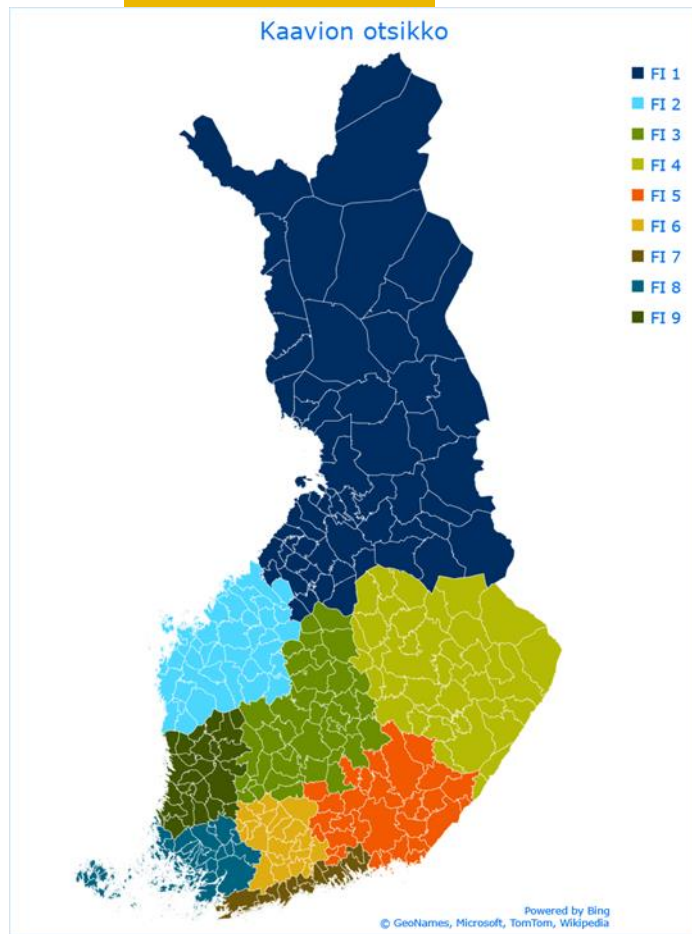 Kaavion otsikko
FI 1
FI 2
FI 3
FI 4
FI 5
FI 6
FI 7
FI 8
FI 9
Powered by Bing
© GeoNames, Microsoft, TomTom, Wikipedia